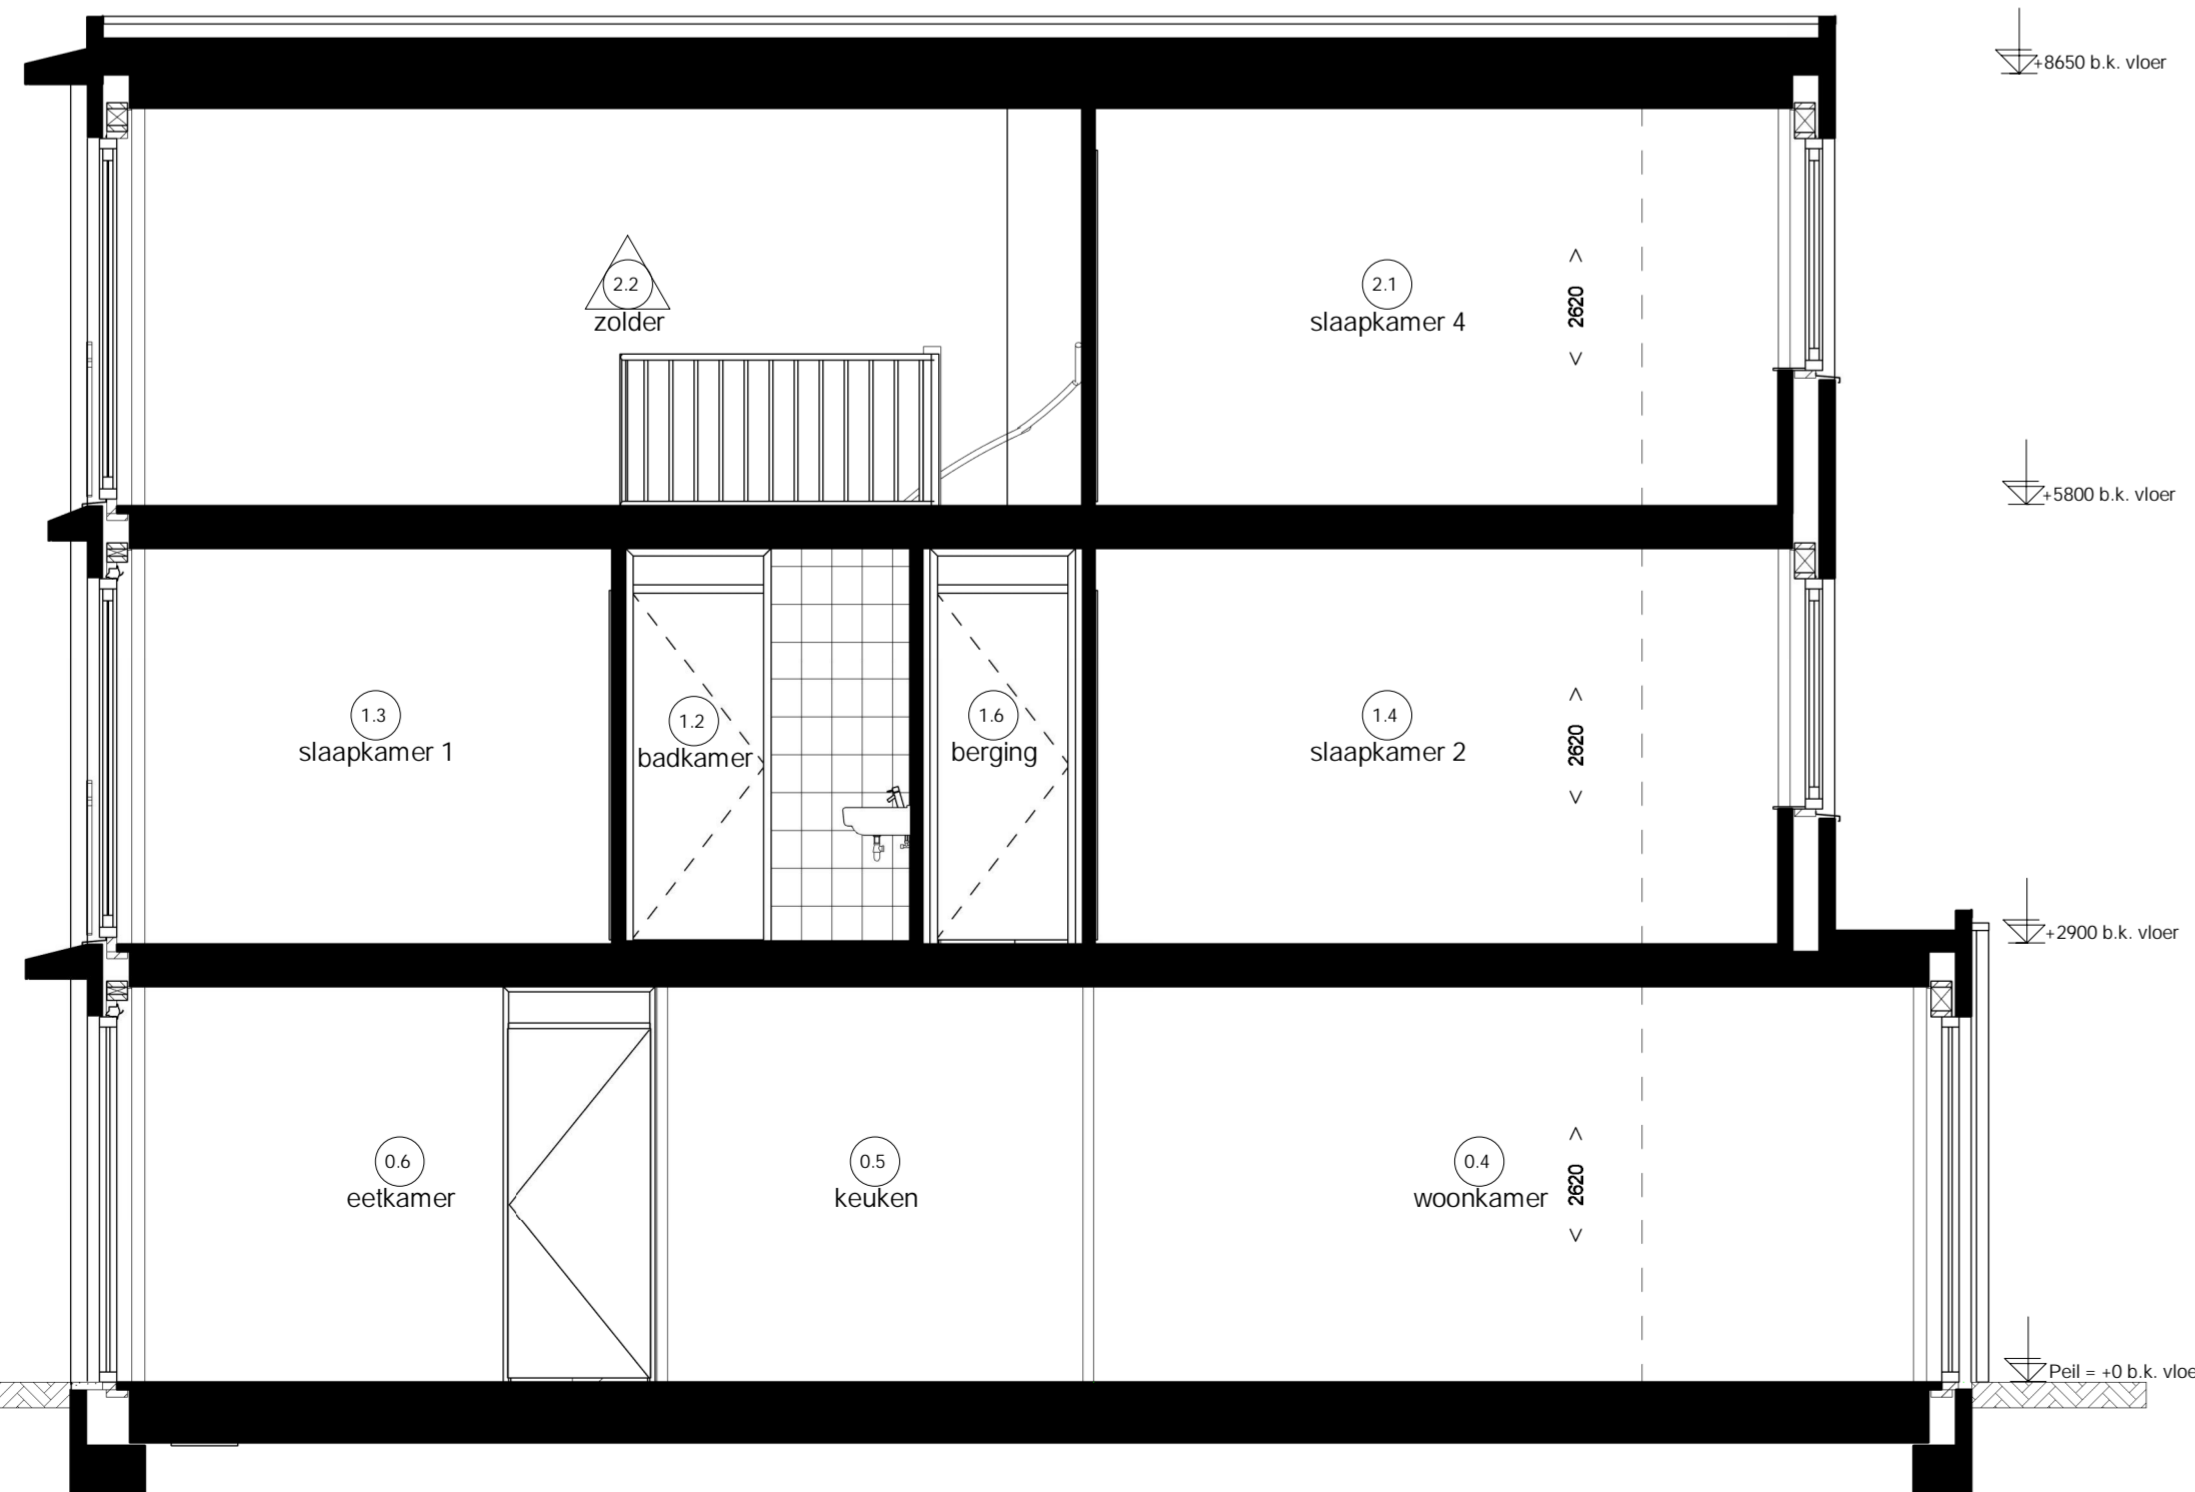 +8650 b.k. vloer
2.2
zolder
2.1
slaapkamer 4
2620
+5800 b.k. vloer
1.3
slaapkamer 1
1.2
badkamer
1.6
berging
1.4
slaapkamer 2
2620
+2900 b.k. vloer
0.6
eetkamer
0.5
keuken
0.4
woonkamer
2620
Peil = +0 b.k. vloe